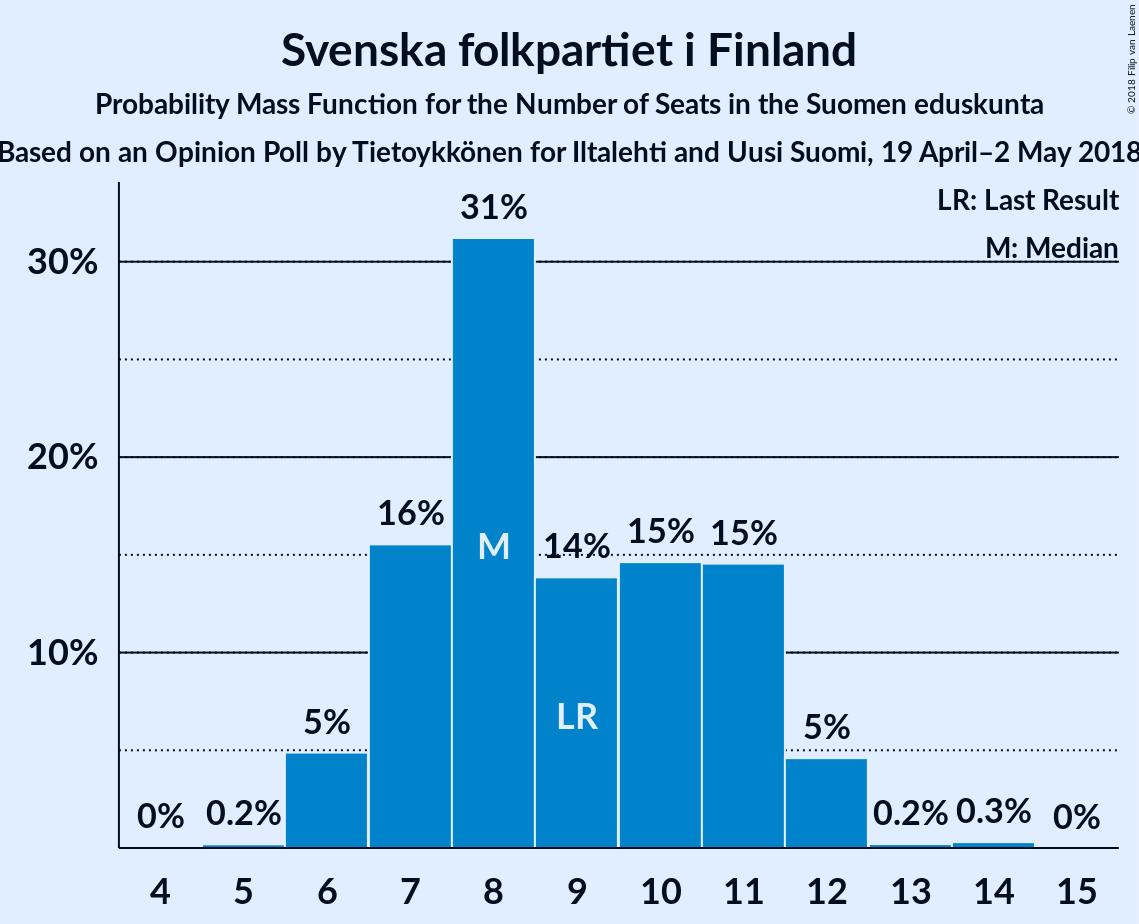 Svenska folkpartiet i Finland
Probability Mass Function for the Number of Seats in the Suomen eduskunta
Based on an Opinion Poll by Tietoykkönen for Iltalehti and Uusi Suomi, 19 April–2 May 2018
© 2018 Filip van Laenen
LR: Last Result
M: Median
30%
20%
10%
0%
0.2%
5%
16%
31%
14%
15%
15%
5%
0.2%
0.3%
0%
M
LR
4 5 6 7 8 9 10 11 12 13 14 15